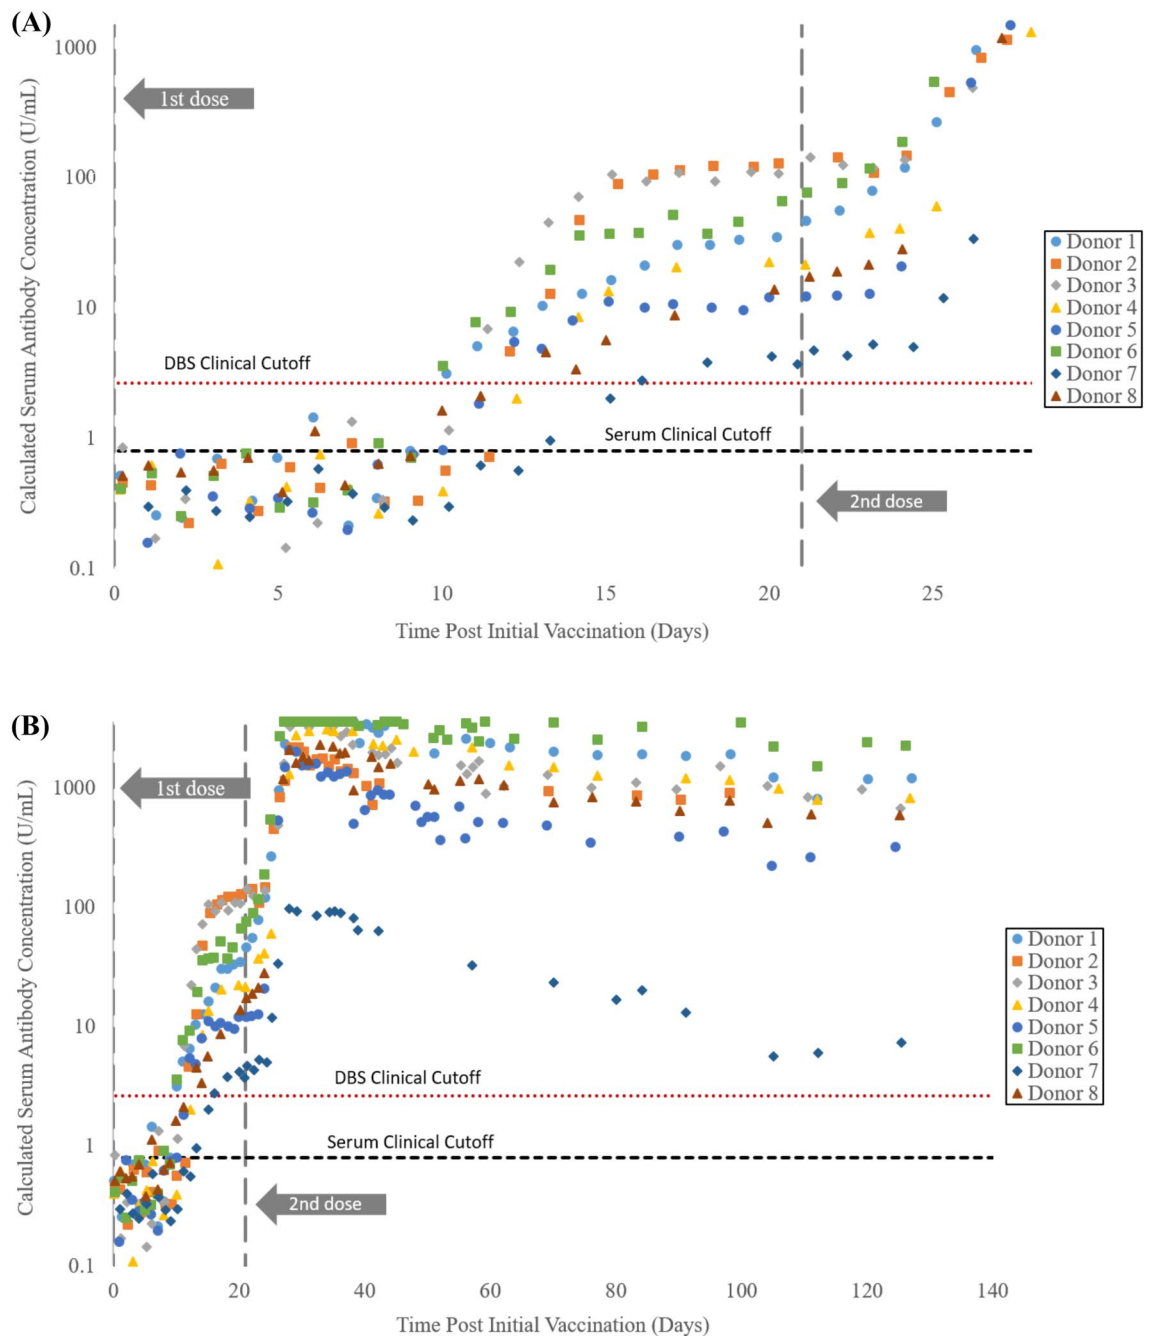 (A)
Calculated Serum Antibody Concentration (U/mL)
1000
100
10
1
0.1
1st dose
DBS Clinical Cutoff
Serum Clinical Cutoff
2nd dose
0 5 10 15 20 25
Time Post Initial Vaccination (Days)
Donor 1
Donor 2
Donor 3
Donor 4
Donor 5
Donor 6
Donor 7
Donor 8
(B)
Calculated Serum Antibody Concentration (U/mL)
1000
100
10
1
0.1
1st dose
DBS Clinical Cutoff
Serum Clinical Cutoff
2nd dose
0 20 40 60 80 100 120 140
Time Post Initial Vaccination (Days)
Donor 1
Donor 2
Donor 3
Donor 4
Donor 5
Donor 6
Donor 7
Donor 8